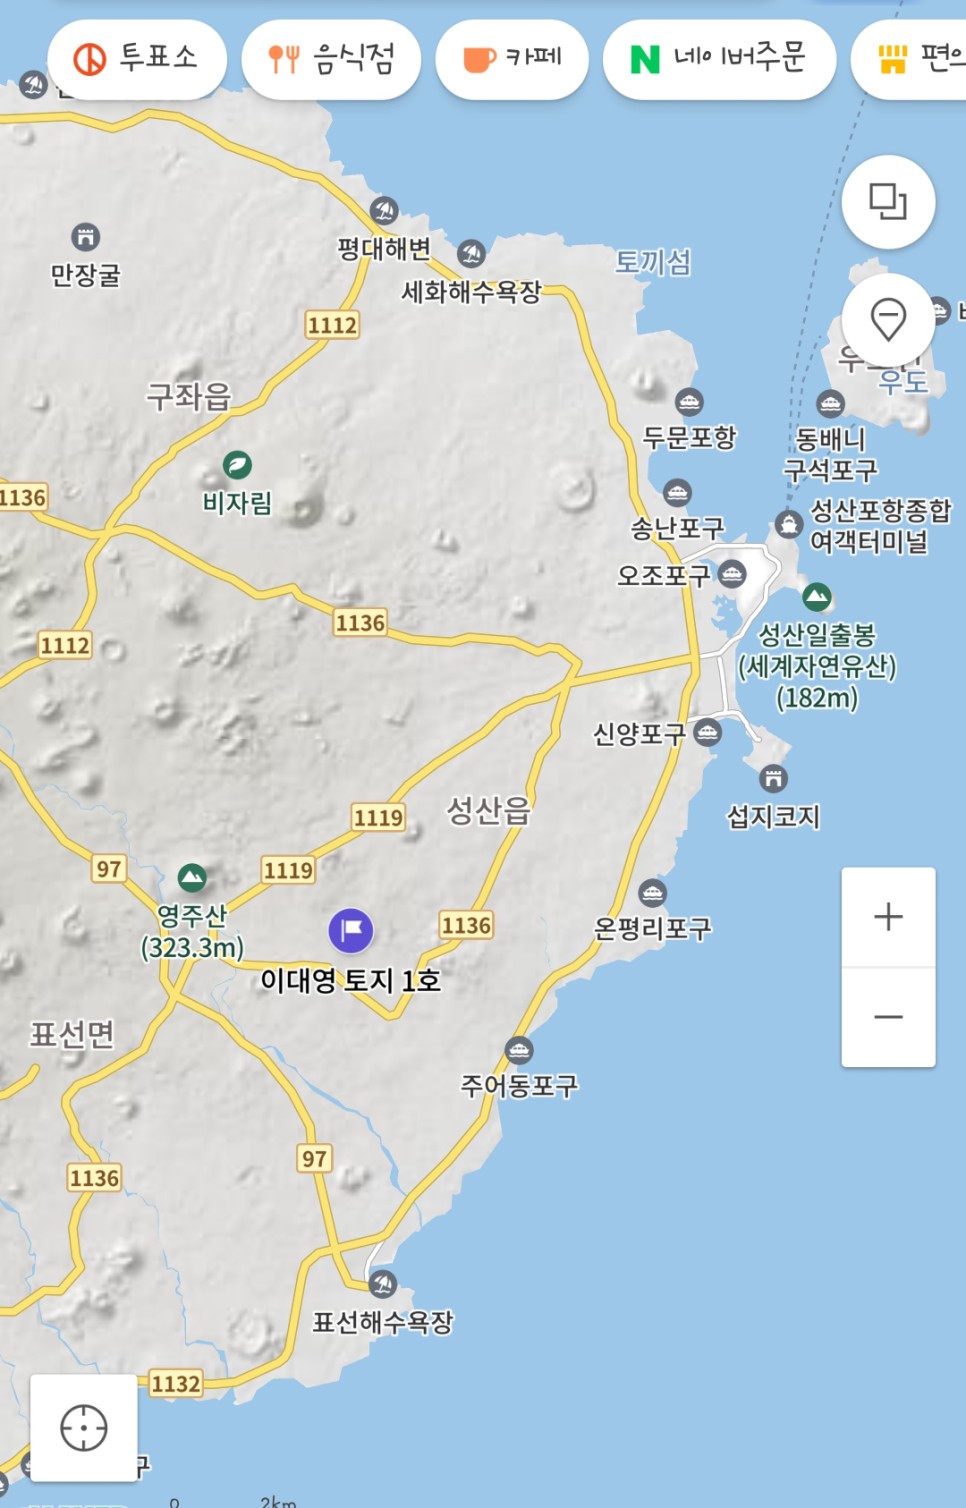 투표소
음식점
카페
네이버주문
편의
평대해변
만장굴
세화해수욕장
토끼섬
1112
구좌읍
우도
두문포항
동배니
구석포구
비자림
1136
송난포구
성산포항종합
여객터미널
오조포구
1136
1112
성산일출봉
(세계자연유산)
(182m)
신양포구
성산읍
1119
섭지코지
97
1119
영주산
(323.3m)
1136
온평리포구
이대영 토지 1호
표선면
주어동포구
97
1136
표선해수욕장
1132
구
0
2km